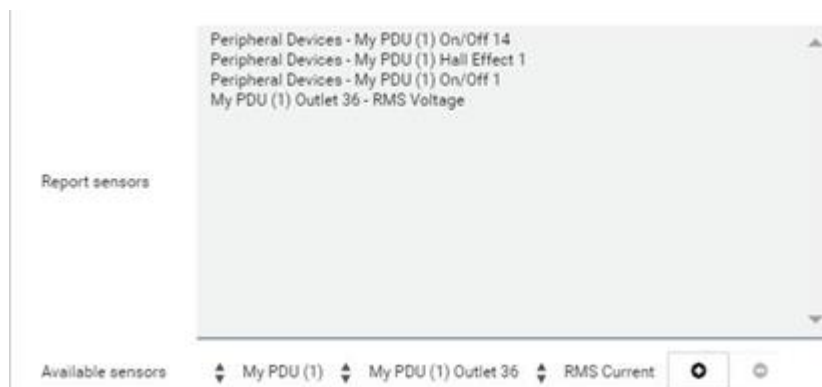 Peripheral Devices - My PDU (1) On/Off 14
Peripheral Devices - My PDU (1) Hall Effect 1
Peripheral Devices - My PDU (1) On/Off 1
My PDU (1) Outlet 36 - RMS Voltage
Report sensors
Available sensors My PDU (1) My PDU (1) Outlet 36 RMS Current